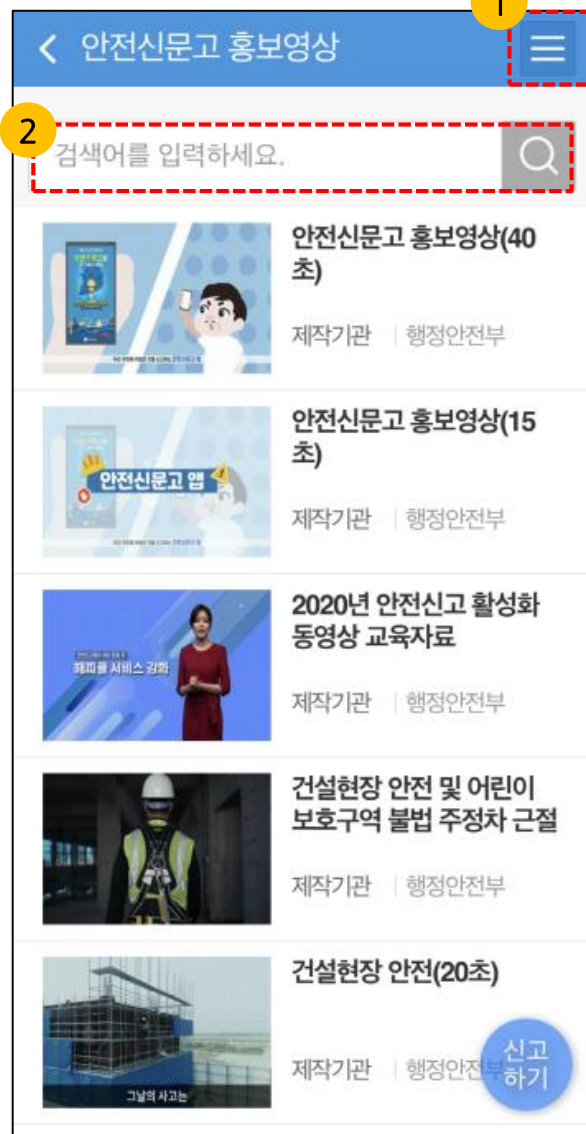 1
안전신문고 홍보영상
2
검색어를 입력하세요.
안전신문고 홍보영상(40
초)
제작기관 | 행정안전부
안전신문고 앱
안전신문고 홍보영상(15
초)
제작기관 | 행정안전부
해피콜 서비스 강화
2020년 안전신고 활성화
동영상 교육자료
제작기관 | 행정안전부
건설현장 안전 및 어린이
보호구역 불법 주정차 근절
제작기관 | 행정안전부
그날의 사고는
건설현장 안전(20초)
제작기관 | 행정안전부
신고
하기